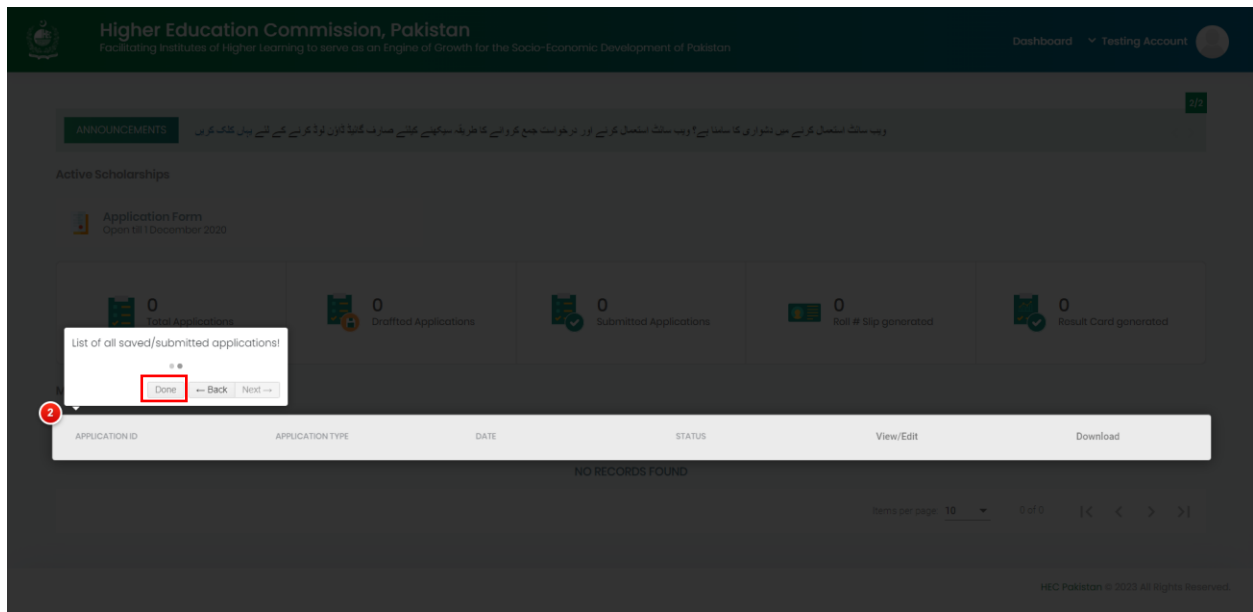 Higher Education Commission, Pakistan
Facilitating Institutes of Higher Learning to serve as an Engine of Growth for the Socio-Economic Development of Pakistan
Dashboard
Testing Account
2/2
ANNOUNCEMENTS
ویب سائٹ استعمال کرنے میں دشواری کا سامنا ہے؟ ویب سائٹ استعمال کرنے اور درخواست جمع کروانے کا طریقہ سیکھنے کیلئے صارف گائیڈ ڈاؤن لوڈ کرنے کے لئے یہاں کلک کریں
Active Scholarships
Application Form
Open till 1 December 2020
0
Total Applications
0
Draffted Applications
0
Submitted Applications
0
Roll # Slip generated
0
Result Card generated
List of all saved/submitted applications!
Done ← Back Next →
2
APPLICATION ID APPLICATION TYPE DATE STATUS View/Edit Download
NO RECORDS FOUND
Items per page 10 0 of 0 |< < > >|
HEC Pakistan © 2023 All Rights Reserved.